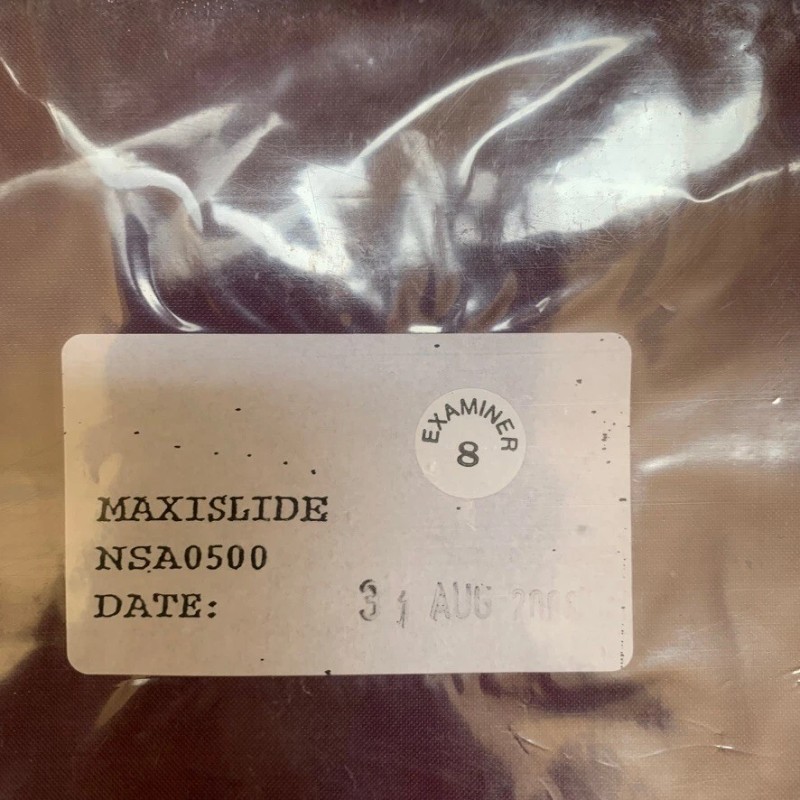 EXAMINER
8
MAXISLIDE
NSA0500
DATE: 31 AUG